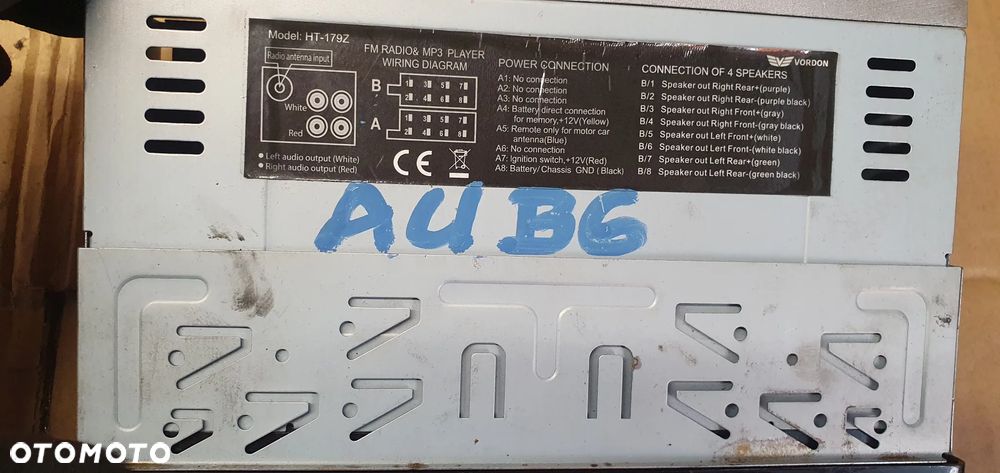 Model: HT-179Z
Radio antenna input
White
Red
Left audio output (White)
Right audio output(Red)
FM RADIO& MP3 PLAYER
WIRING DIAGRAM
B
1 3 5 7
2 4 6 8
A
1 3 5 7
2 4 6 8
CE
POWER CONNECTION
A1: No connection
A2: No connection
A3: No connection
A4: Battery direct connection
for memory,+12V(Yellow)
A5: Remote only for motor car
antenna(Blue)
A6: No connection
A7: Ignition switch,+12V(Red)
A8: Battery/Chassis GND (Black)
VORDON
CONNECTION OF 4 SPEAKERS
B/1 Speaker out Right Rear+(purple)
B/2 Speaker out Right Rear-(purple black)
B/3 Speaker out Right Front+(gray)
B/4 Speaker out Right Front-(gray black)
B/5 Speaker out Left Front+(white)
B/6 Speaker out Lert Front-(white black)
B/7 Speaker out Left Rear+(green)
B/8 Speaker out Left Rear-(green black)
AU B6
OTOMOTO